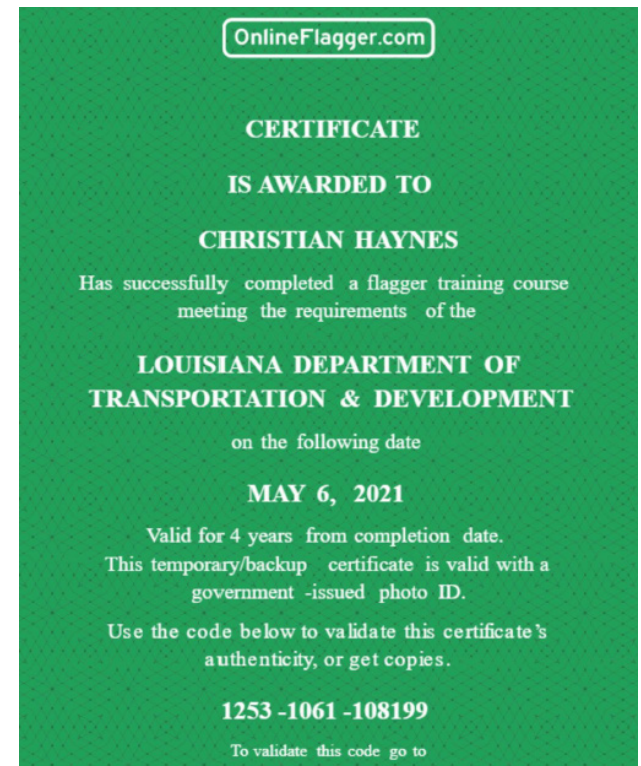 OnlineFlagger.com
CERTIFICATE
IS AWARDED TO
CHRISTIAN HAYNES
Has successfully completed a flagger training course
meeting the requirements of the
LOUISIANA DEPARTMENT OF
TRANSPORTATION & DEVELOPMENT
on the following date
MAY 6, 2021
Valid for 4 years from completion date.
This temporary/backup certificate is valid with a
government -issued photo ID.
Use the code below to validate this certificate's
authenticity, or get copies.
1253 -1061 -108199
To validate this code go to